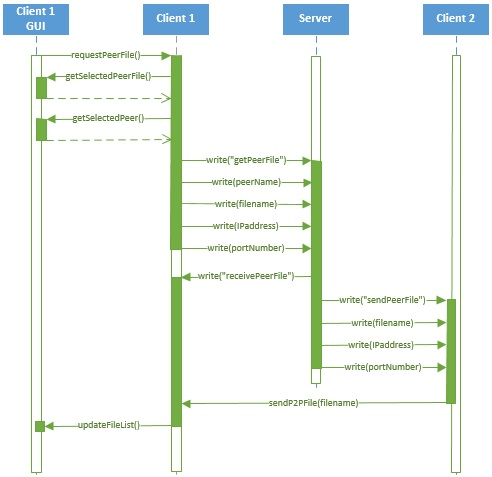 Client 1
GUI
Client 1
Server
Client 2
requestPeerFile()
getSelectedPeerFile()
getSelectedPeer()
write("getPeerFile")
write(peerName)
write(filename)
write(IPaddress)
write(portNumber)
write("receivePeerFile")
write("sendPeerFile")
write(filename)
write(IPaddress)
write(portNumber)
sendP2PFile(filename)
updateFileList()